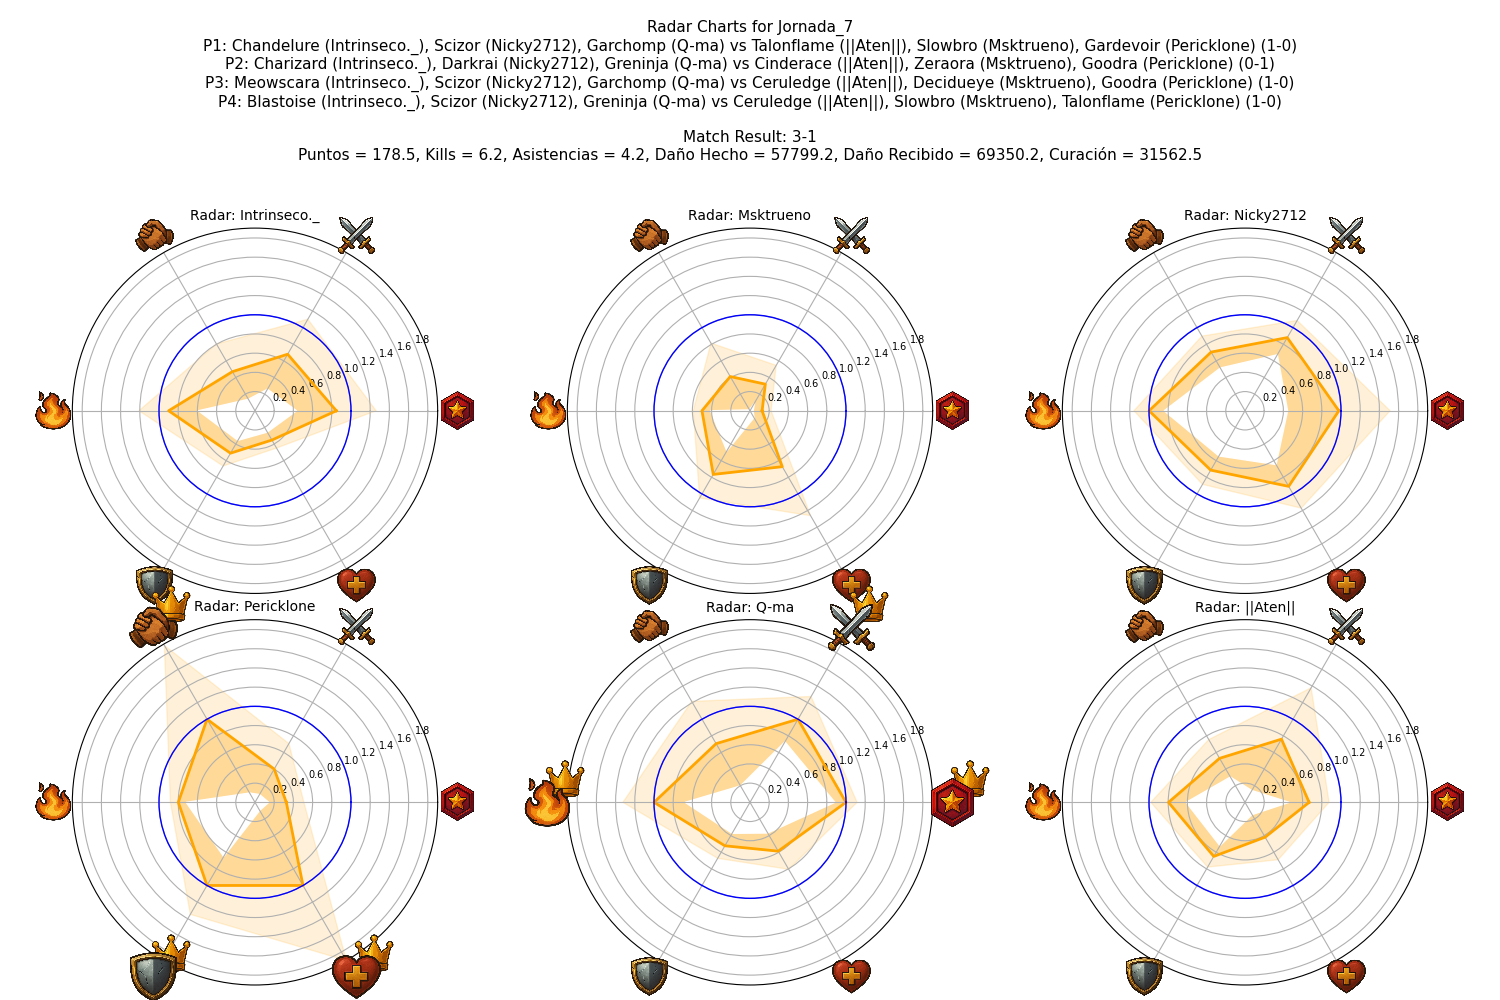 Radar Charts for Jornada_7
P1: Chandelure (Intrinseco._), Scizor (Nicky2712), Garchomp (Q-ma) vs Talonflame (||Aten||), Slowbro (Msktrueno), Gardevoir (Pericklone) (1-0)
P2: Charizard (Intrinseco._), Darkrai (Nicky2712), Greninja (Q-ma) vs Cinderace (||Aten||), Zeraora (Msktrueno), Goodra (Pericklone) (0-1)
P3: Meowscara (Intrinseco._), Scizor (Nicky2712), Garchomp (Q-ma) vs Ceruledge (||Aten||), Decidueye (Msktrueno), Goodra (Pericklone) (1-0)
P4: Blastoise (Intrinseco._), Scizor (Nicky2712), Greninja (Q-ma) vs Ceruledge (||Aten||), Slowbro (Msktrueno), Talonflame (Pericklone) (1-0)
Match Result: 3-1
Puntos = 178.5, Kills = 6.2, Asistencias = 4.2, Daño Hecho = 57799.2, Daño Recibido = 69350.2, Curación = 31562.5
Radar: Intrinseco._
0.2 0.4 0.6 0.8 1.0 1.2 1.4 1.6 1.8
Radar: Msktrueno
0.2 0.4 0.6 0.8 1.0 1.2 1.4 1.6 1.8
Radar: Nicky2712
0.2 0.4 0.6 0.8 1.0 1.2 1.4 1.6 1.8
Radar: Pericklone
0.2 0.4 0.6 0.8 1.0 1.2 1.4 1.6 1.8
Radar: Q-ma
0.2 0.4 0.6 0.8 1.0 1.2 1.4 1.6 1.8
Radar: ||Aten||
0.2 0.4 0.6 0.8 1.0 1.2 1.4 1.6 1.8